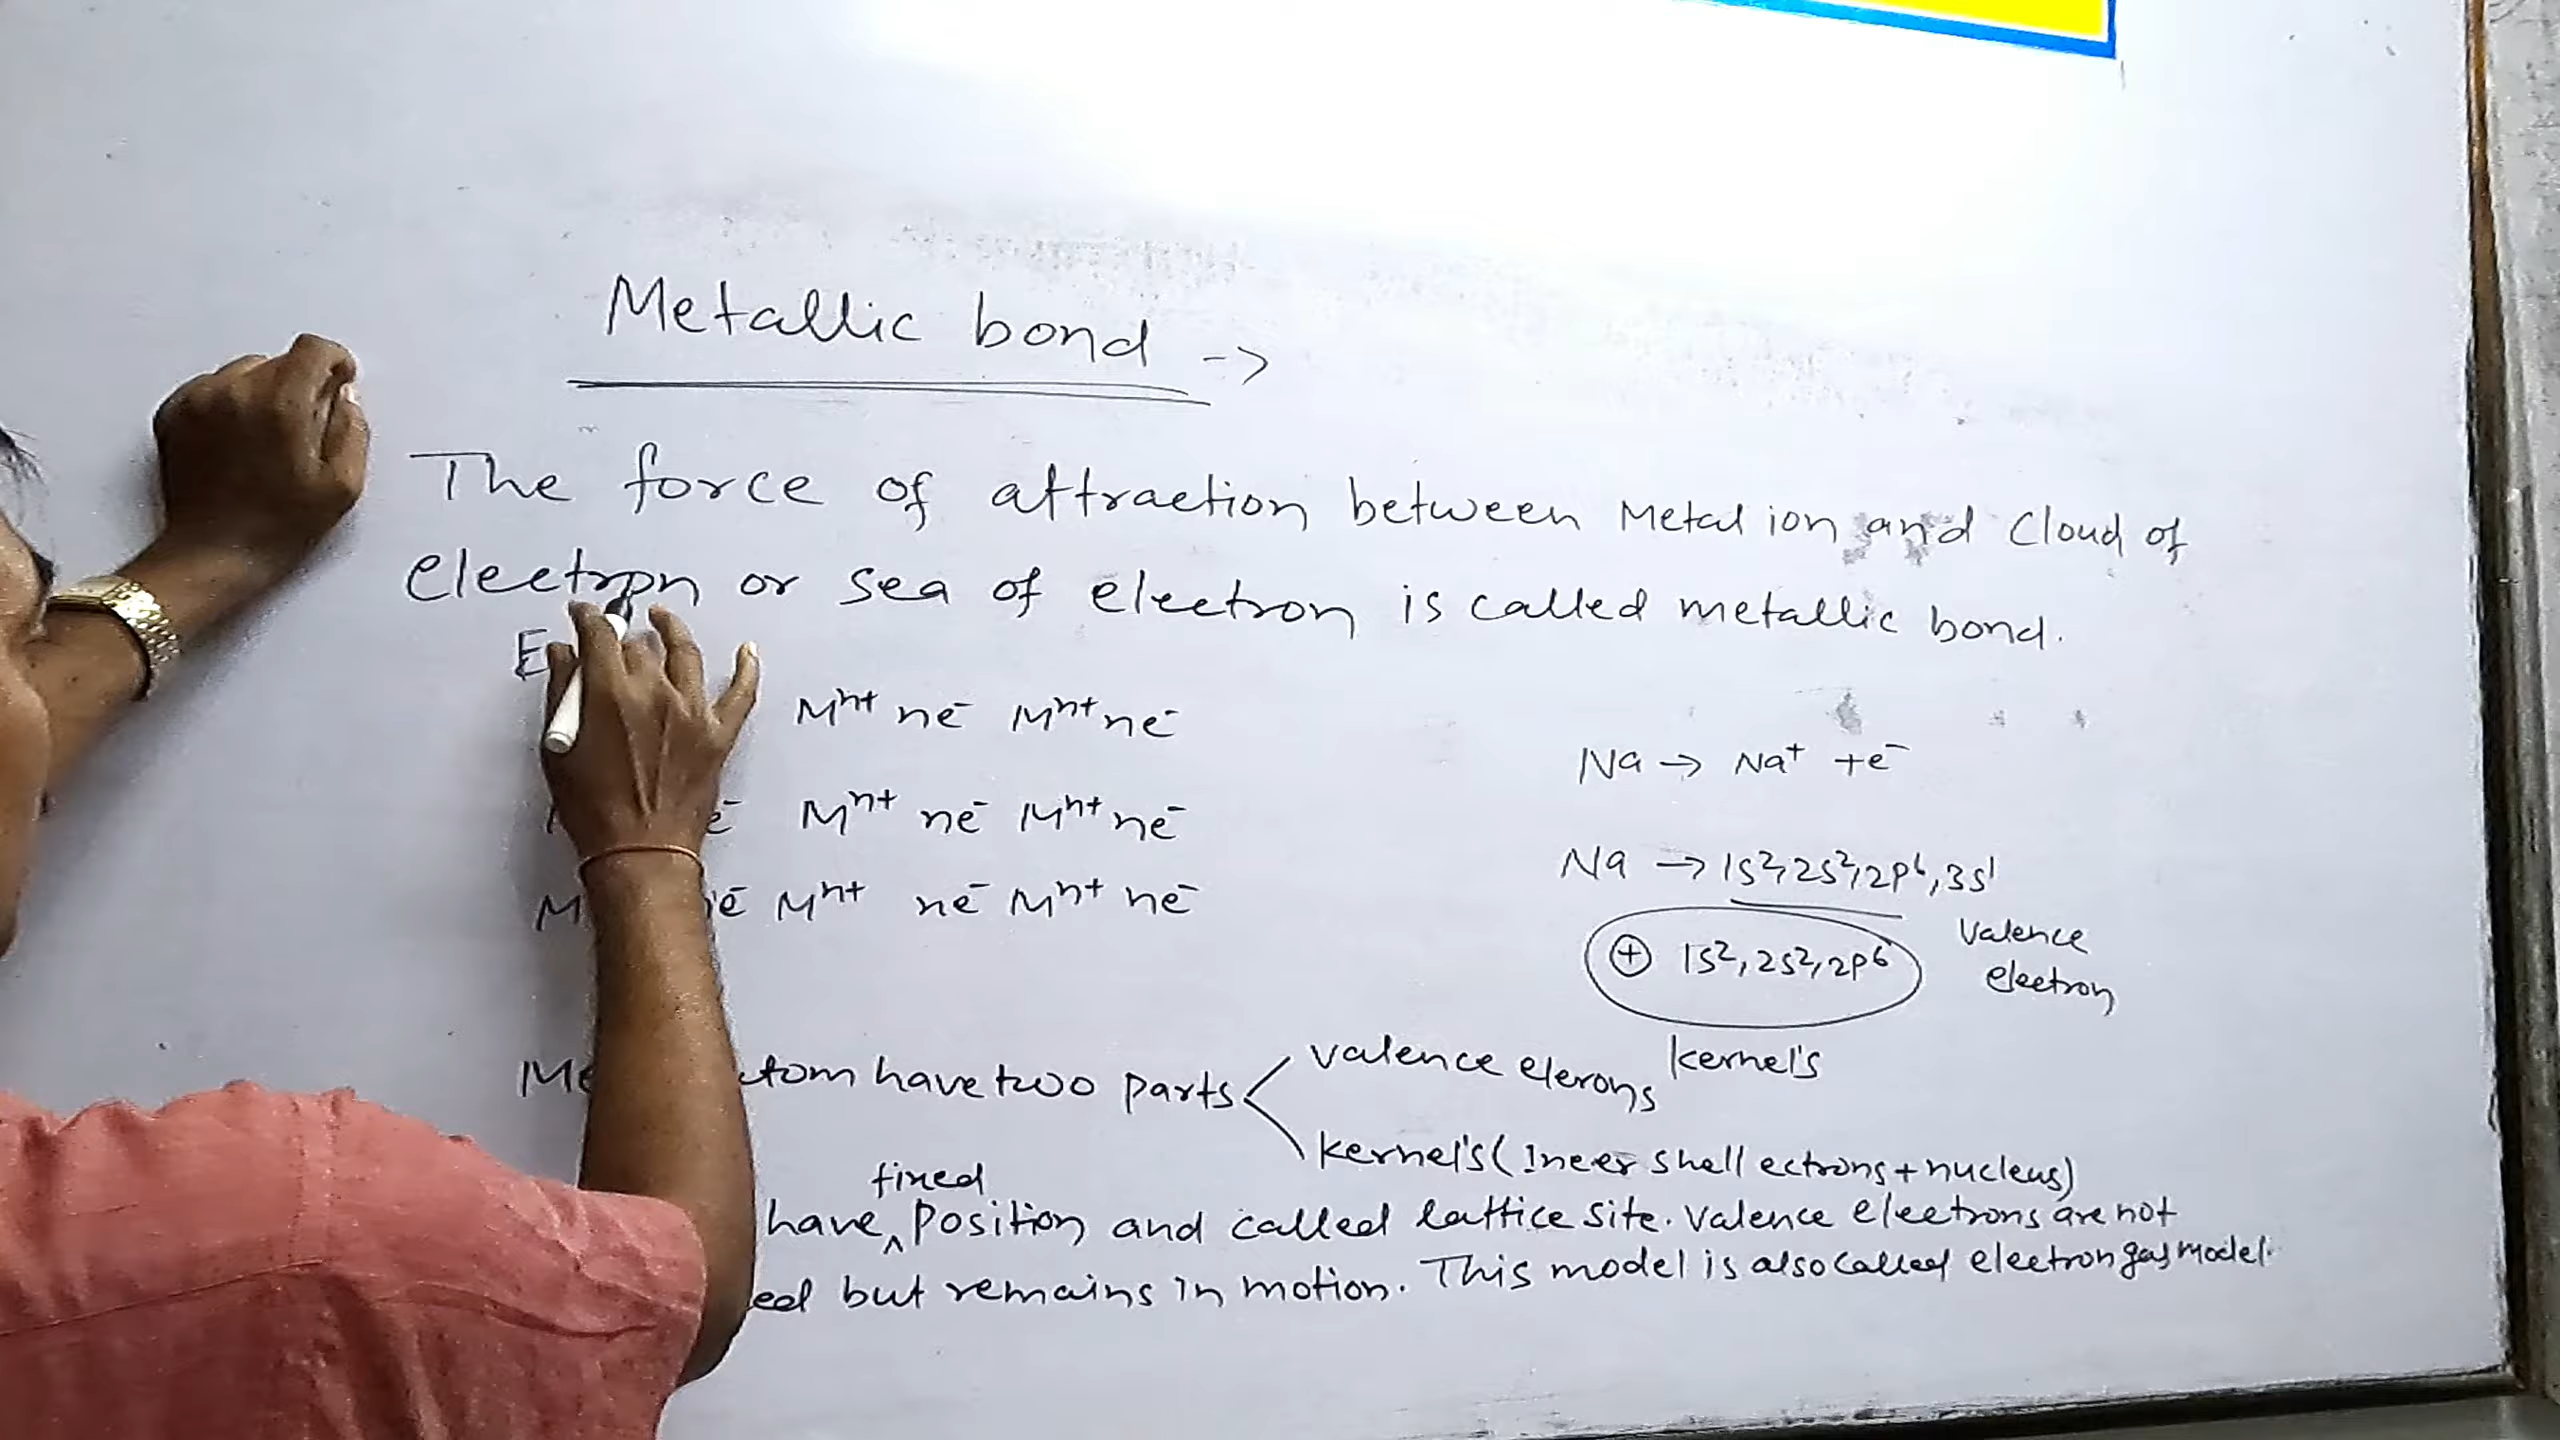 Metallic bond ->
The force of attraction between Metal ion and Cloud of
electron or sea of electron is called metallic bond.
Mⁿ⁺ ne⁻ Mⁿ⁺ ne⁻
Mⁿ⁺ ne⁻ Mⁿ⁺ ne⁻
Mⁿ⁺ ne⁻ Mⁿ⁺ ne⁻
Na → Na⁺ + e⁻
Na → 1s²,2s²,2p⁶,3s¹
⊕ 1s²,2s²,2p⁶
Valence
electron
kernel's
atom have two parts
valence elerons
kernel's (Ineer shell ectrons + nucleus)
fixed
have ^ position and called lattice site. Valence electrons are not
but remains in motion. This model is also called electron gas model.